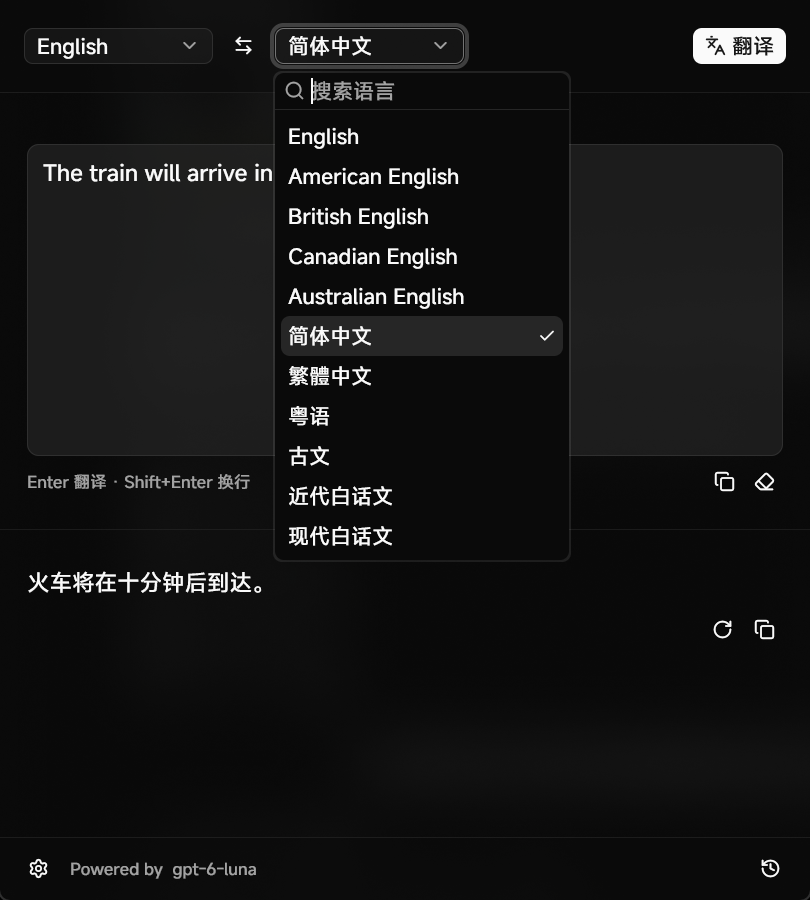 English
简体中文
翻译
搜索语言
English
American English
British English
Canadian English
Australian English
简体中文
繁體中文
粤语
古文
近代白话文
现代白话文
The train will arrive in
Enter 翻译 · Shift+Enter 换行
火车将在十分钟后到达。
Powered by gpt-6-luna